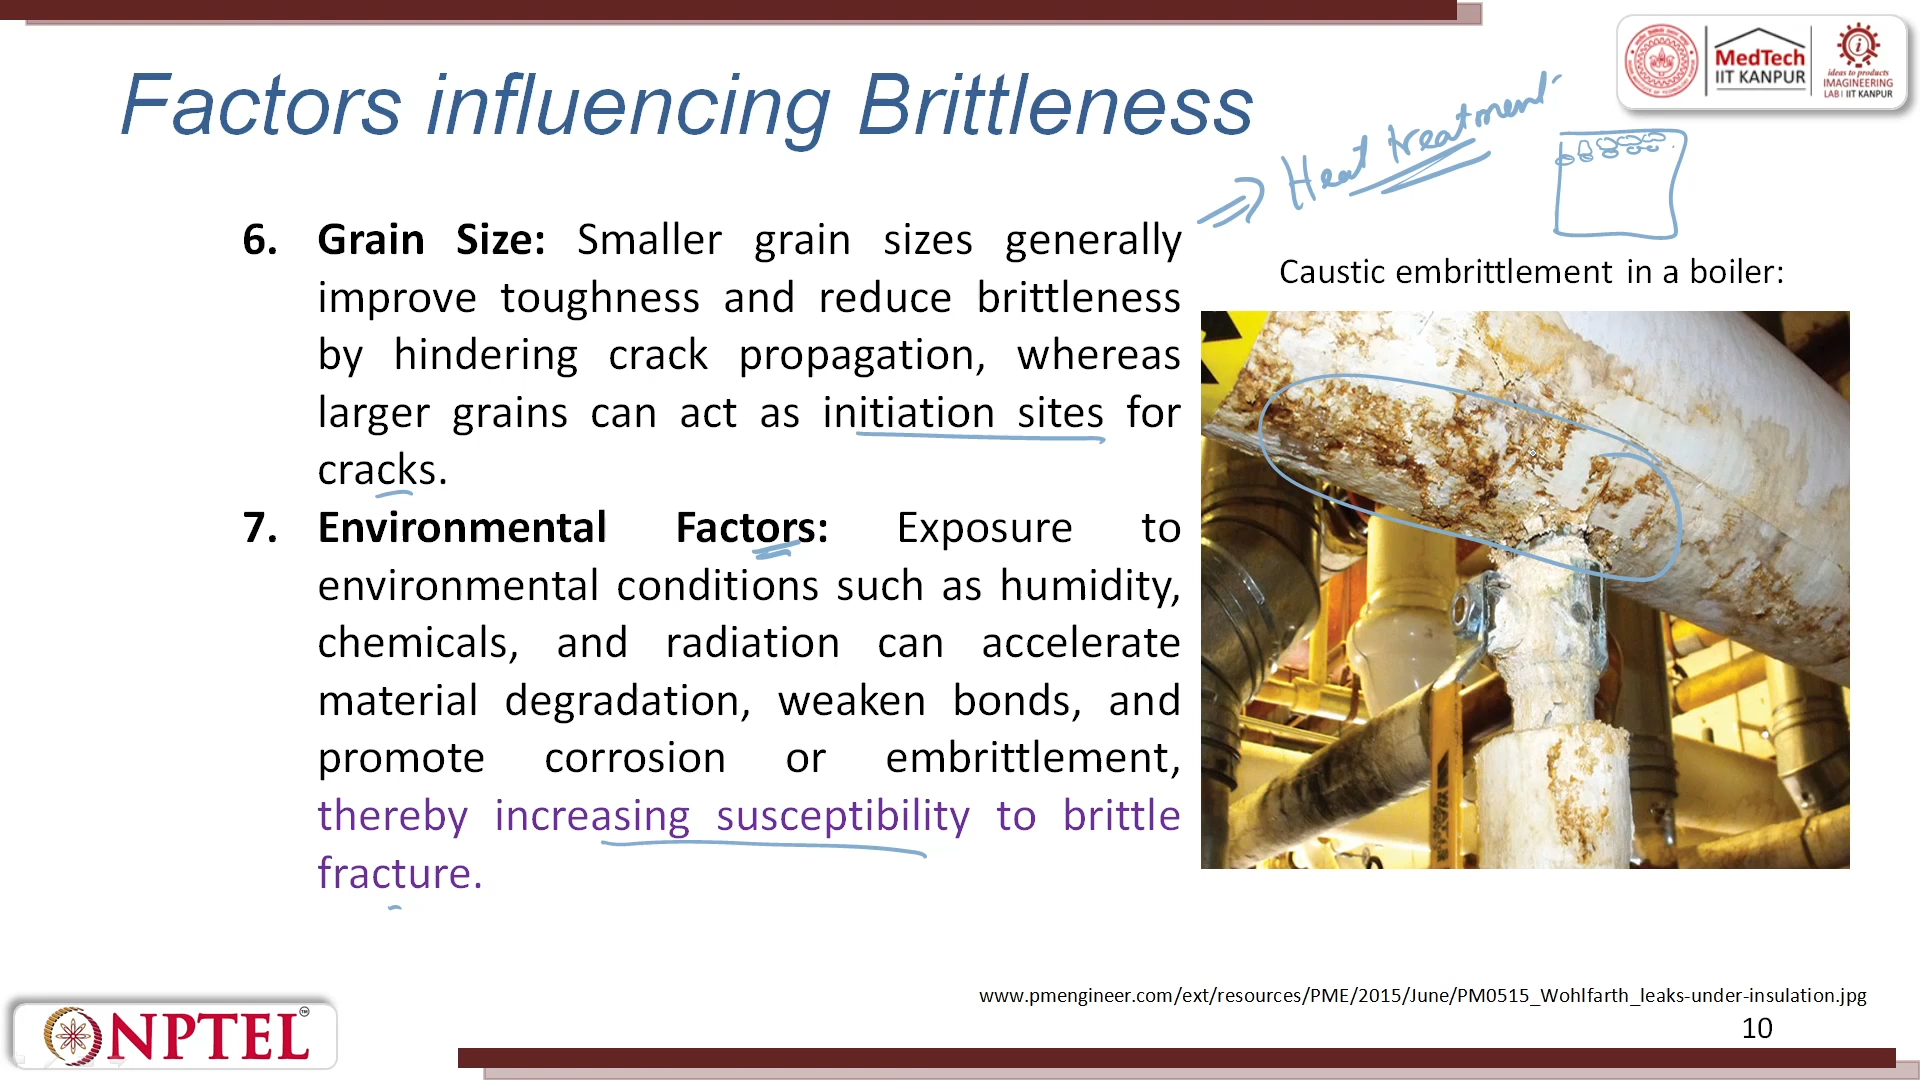 MedTech
IIT KANPUR
ideas to products
IMAGINEERING
LAB | IIT KANPUR
Factors influencing Brittleness
⇒ Heat treatment
6. Grain Size: Smaller grain sizes generally
improve toughness and reduce brittleness
by hindering crack propagation, whereas
larger grains can act as initiation sites for
cracks.
7. Environmental Factors: Exposure to
environmental conditions such as humidity,
chemicals, and radiation can accelerate
material degradation, weaken bonds, and
promote corrosion or embrittlement,
thereby increasing susceptibility to brittle
fracture.
Caustic embrittlement in a boiler:
www.pmengineer.com/ext/resources/PME/2015/June/PM0515_Wohlfarth_leaks-under-insulation.jpg
10
NPTEL™